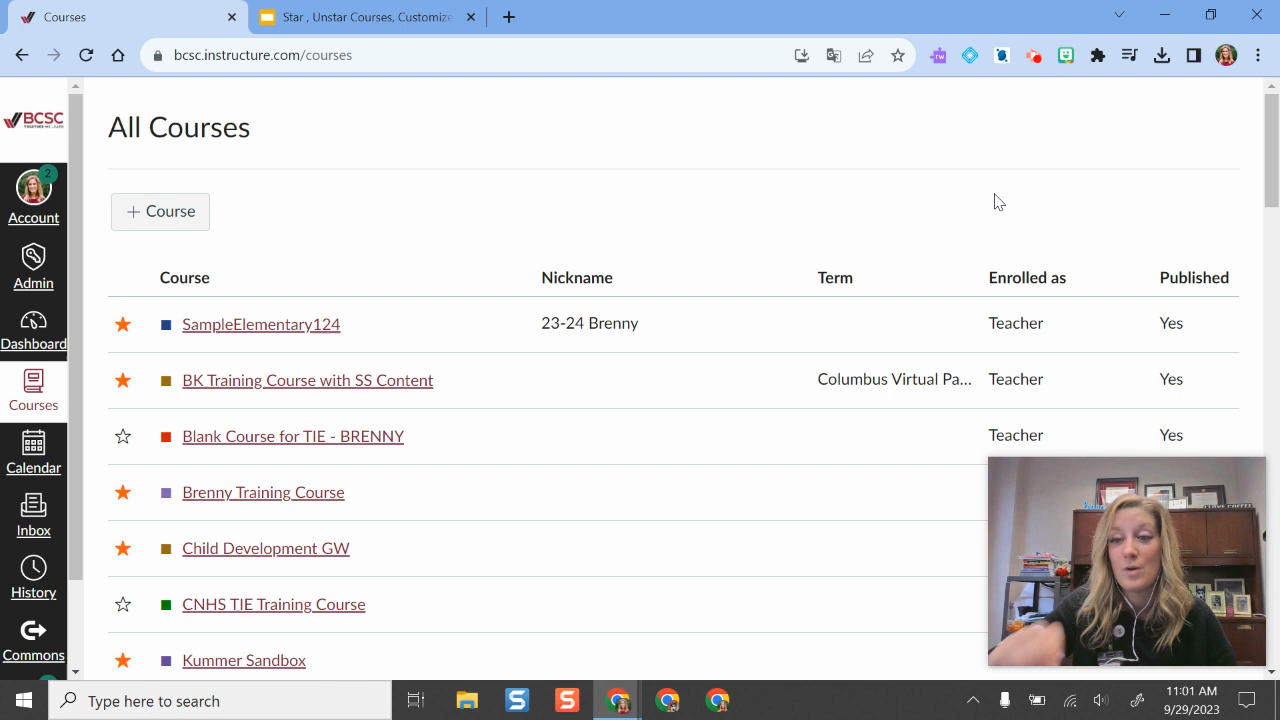 Courses
Star , Unstar Courses, Customize
bcsc.instructure.com/courses
BCSC
2
Account
Admin
Dashboard
Courses
Calendar
Inbox
History
Commons
All Courses
+ Course
Course Nickname Term Enrolled as Published
SampleElementary124 23-24 Brenny Teacher Yes
BK Training Course with SS Content Columbus Virtual Pa... Teacher Yes
Blank Course for TIE - BRENNY Teacher Yes
Brenny Training Course
Child Development GW
CNHS TIE Training Course
Kummer Sandbox
Type here to search
11:01 AM
9/29/2023